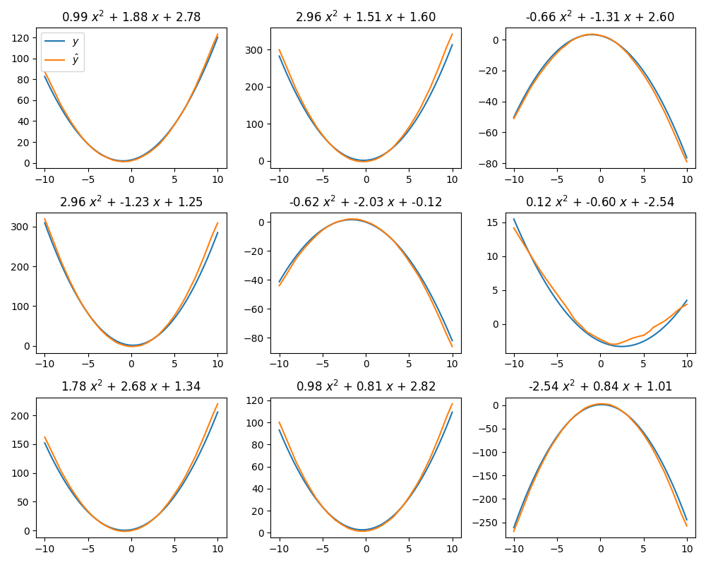 0.99 x² + 1.88 x + 2.78
2.96 x² + 1.51 x + 1.60
-0.66 x² + -1.31 x + 2.60
y
ŷ
120
100
80
60
40
20
0
-10 -5 0 5 10
300
200
100
0
-10 -5 0 5 10
0
−20
−40
−60
−80
−10 −5 0 5 10
2.96 x² + -1.23 x + 1.25
-0.62 x² + -2.03 x + -0.12
0.12 x² + -0.60 x + -2.54
300
200
100
0
−10 −5 0 5 10
0
−20
−40
−60
−80
−10 −5 0 5 10
15
10
5
0
−10 −5 0 5 10
1.78 x² + 2.68 x + 1.34
0.98 x² + 0.81 x + 2.82
-2.54 x² + 0.84 x + 1.01
200
150
100
50
0
−10 −5 0 5 10
120
100
80
60
40
20
0
−10 −5 0 5 10
0
−50
−100
−150
−200
−250
−10 −5 0 5 10